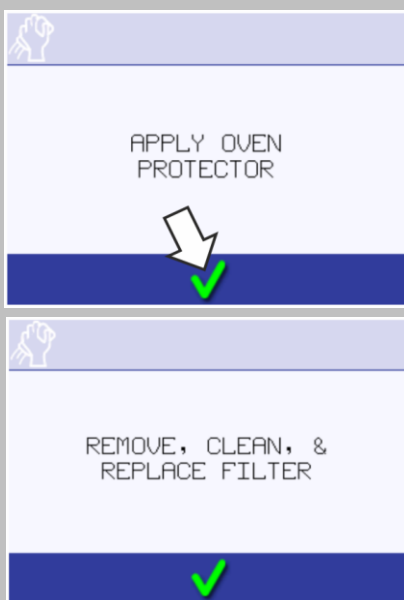 APPLY OVEN
PROTECTOR
REMOVE, CLEAN, &
REPLACE FILTER